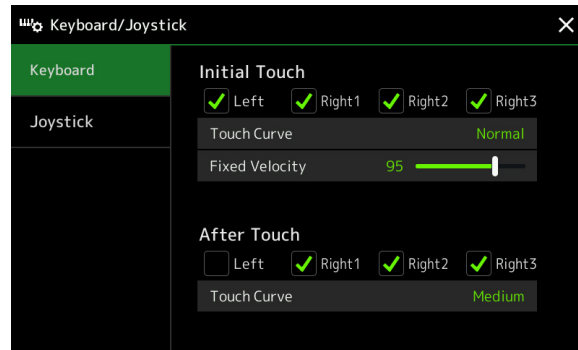 Keyboard/Joystick
Keyboard
Joystick
Initial Touch
Left Right1 Right2 Right3
Touch Curve Normal
Fixed Velocity 95
After Touch
Left Right1 Right2 Right3
Touch Curve Medium